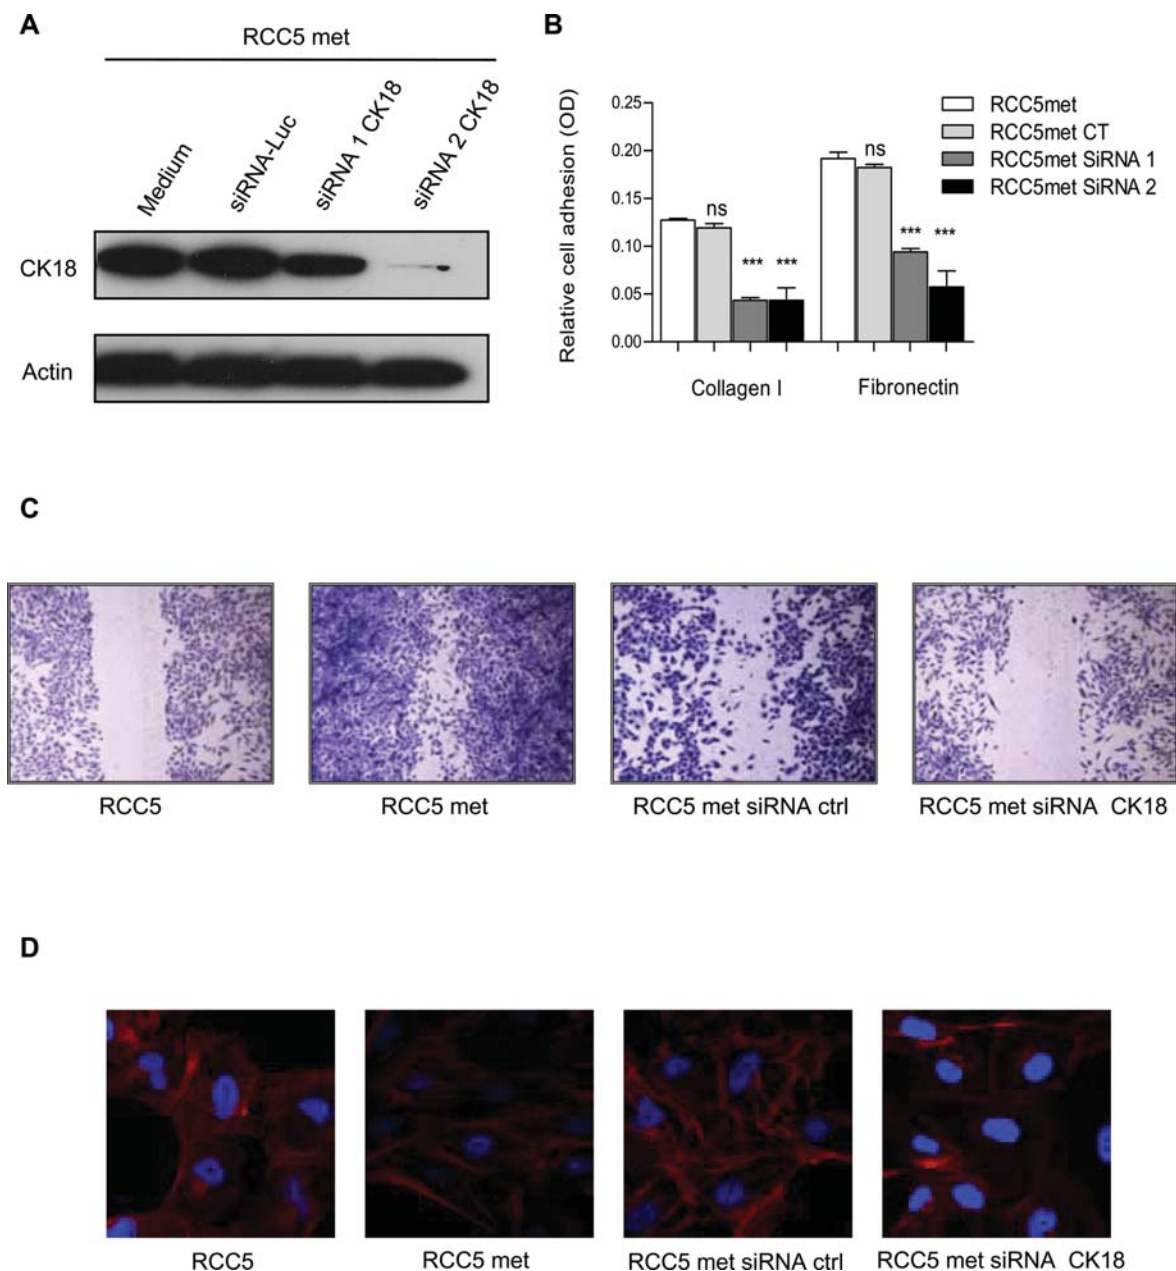 A
RCC5 met
Medium
siRNA-Luc
siRNA 1 CK18
siRNA 2 CK18
CK18
Actin
B
Relative cell adhesion (OD)
0.25
0.20
0.15
0.10
0.05
0.00
ns
***
***
ns
***
***
Collagen I
Fibronectin
RCC5met
RCC5met CT
RCC5met SiRNA 1
RCC5met SiRNA 2
C
RCC5
RCC5 met
RCC5 met siRNA ctrl
RCC5 met siRNA CK18
D
RCC5
RCC5 met
RCC5 met siRNA ctrl
RCC5 met siRNA CK18